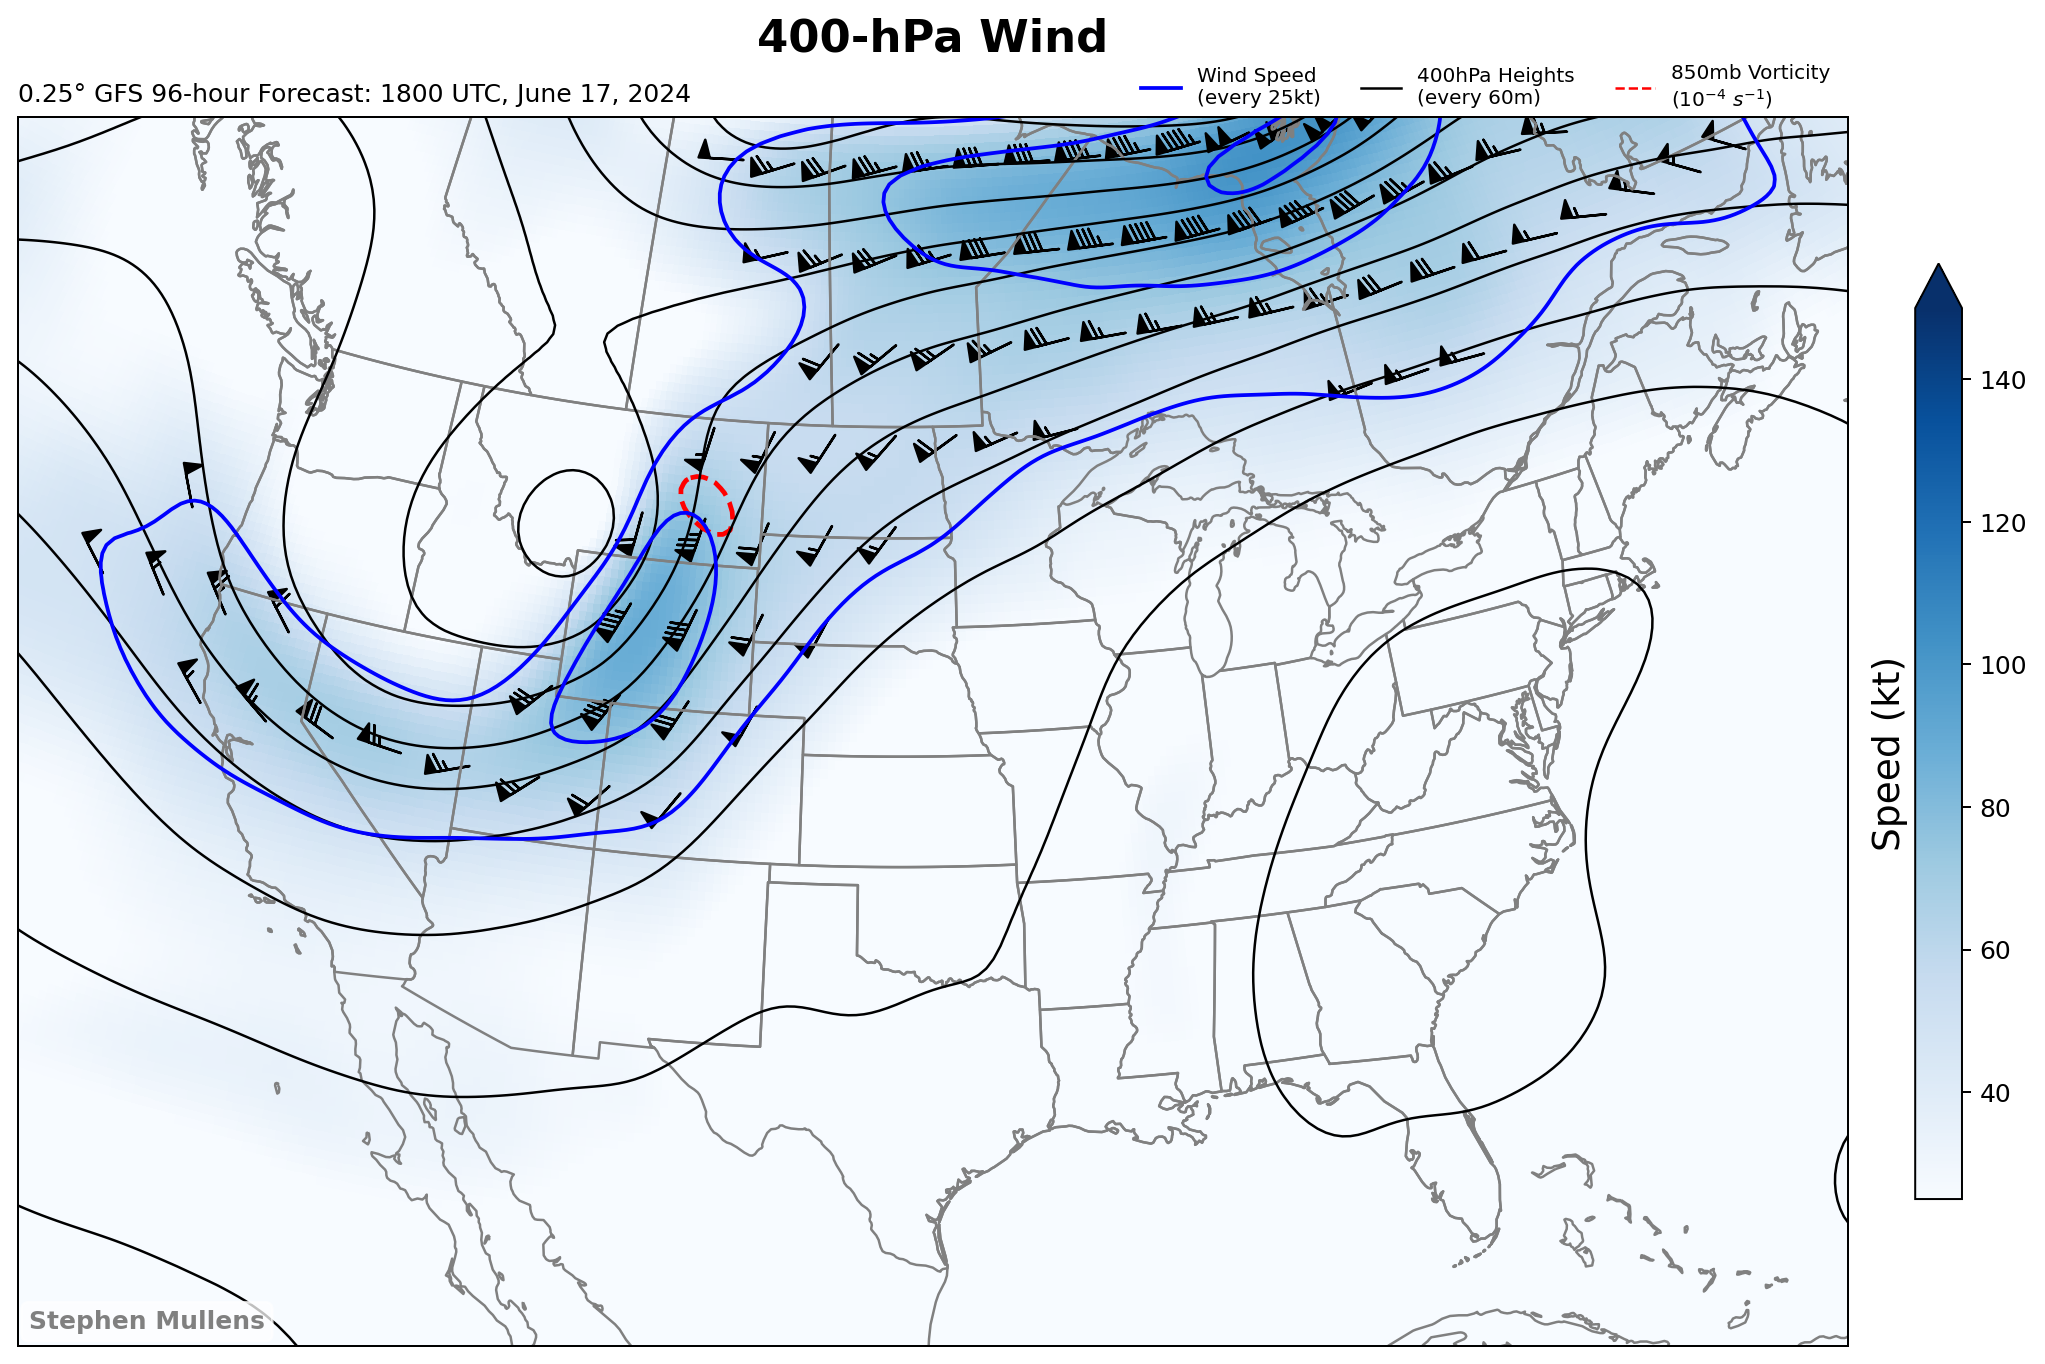 400-hPa Wind
0.25° GFS 96-hour Forecast: 1800 UTC, June 17, 2024
Wind Speed
(every 25kt)
400hPa Heights
(every 60m)
850mb Vorticity
(10⁻⁴ s⁻¹)
140
120
100
80
60
40
Speed (kt)
Stephen Mullens